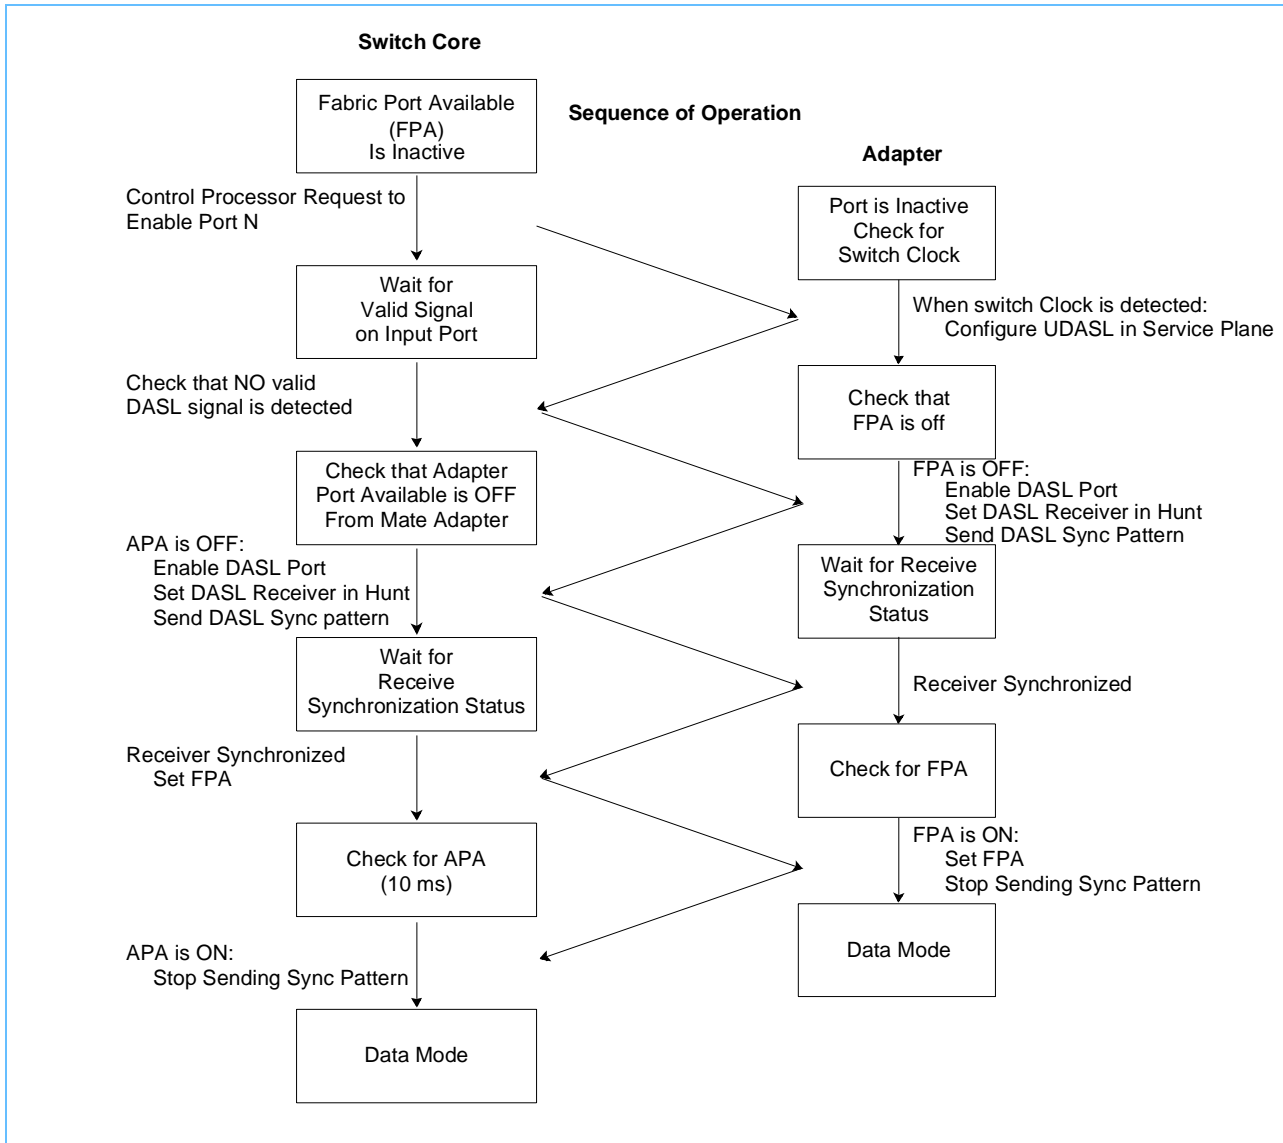 Switch Core
Fabric Port Available
(FPA)
Is Inactive
Sequence of Operation
Adapter
Control Processor Request to
Enable Port N
Port is Inactive
Check for
Switch Clock
Wait for
Valid Signal
on Input Port
When switch Clock is detected:
Configure UDASL in Service Plane
Check that NO valid
DASL signal is detected
Check that
FPA is off
Check that Adapter
Port Available is OFF
From Mate Adapter
FPA is OFF:
Enable DASL Port
Set DASL Receiver in Hunt
Send DASL Sync Pattern
APA is OFF:
Enable DASL Port
Set DASL Receiver in Hunt
Send DASL Sync pattern
Wait for Receive
Synchronization
Status
Wait for
Receive
Synchronization Status
Receiver Synchronized
Receiver Synchronized
Set FPA
Check for FPA
Check for APA
(10 ms)
FPA is ON:
Set FPA
Stop Sending Sync Pattern
APA is ON:
Stop Sending Sync Pattern
Data Mode
Data Mode